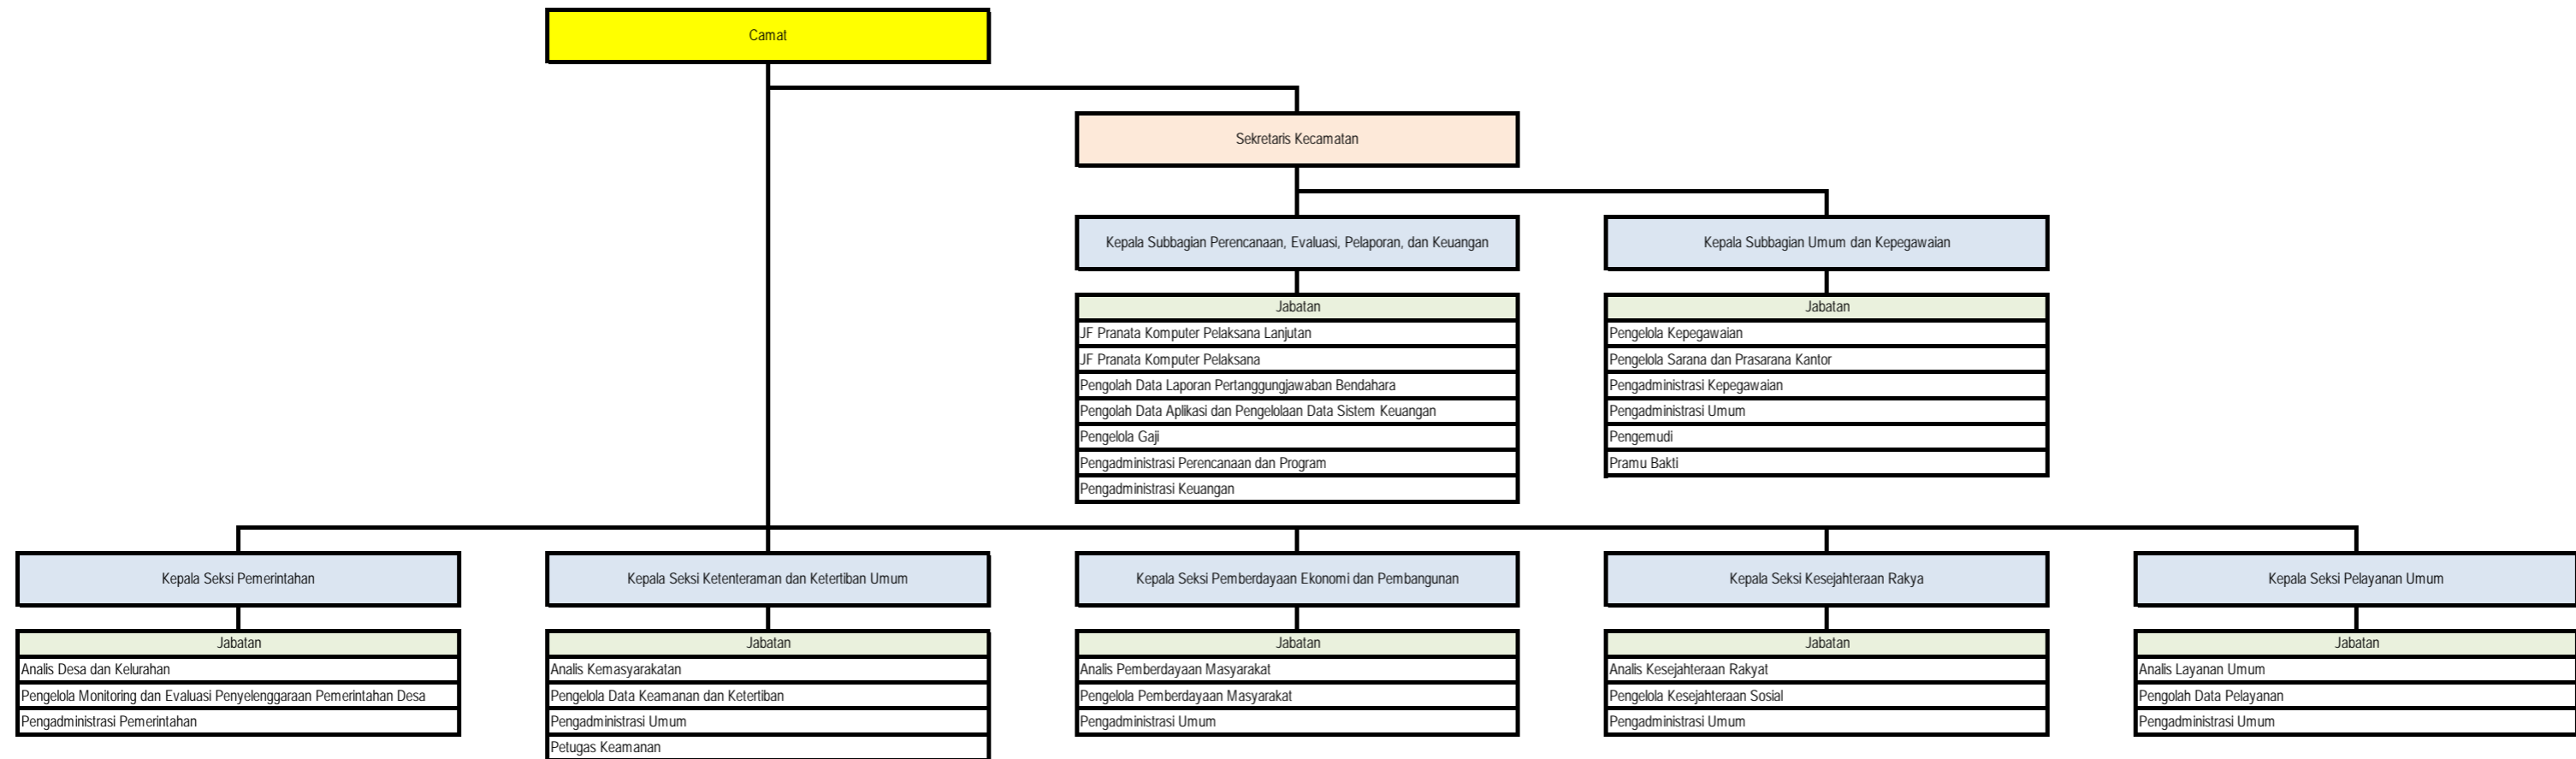 Camat
Sekretaris Kecamatan
Kepala Subbagian Perencanaan, Evaluasi, Pelaporan, dan Keuangan
Kepala Subbagian Umum dan Kepegawaian
Jabatan
JF Pranata Komputer Pelaksana Lanjutan
JF Pranata Komputer Pelaksana
Pengolah Data Laporan Pertanggungjawaban Bendahara
Pengolah Data Aplikasi dan Pengelolaan Data Sistem Keuangan
Pengelola Gaji
Pengadministrasi Perencanaan dan Program
Pengadministrasi Keuangan
Jabatan
Pengelola Kepegawaian
Pengelola Sarana dan Prasarana Kantor
Pengadministrasi Kepegawaian
Pengadministrasi Umum
Pengemudi
Pramu Bakti
Kepala Seksi Pemerintahan
Jabatan
Analis Desa dan Kelurahan
Pengelola Monitoring dan Evaluasi Penyelenggaraan Pemerintahan Desa
Pengadministrasi Pemerintahan
Kepala Seksi Ketenteraman dan Ketertiban Umum
Jabatan
Analis Kemasyarakatan
Pengelola Data Keamanan dan Ketertiban
Pengadministrasi Umum
Petugas Keamanan
Kepala Seksi Pemberdayaan Ekonomi dan Pembangunan
Jabatan
Analis Pemberdayaan Masyarakat
Pengelola Pemberdayaan Masyarakat
Pengadministrasi Umum
Kepala Seksi Kesejahteraan Rakya
Jabatan
Analis Kesejahteraan Rakyat
Pengelola Kesejahteraan Sosial
Pengadministrasi Umum
Kepala Seksi Pelayanan Umum
Jabatan
Analis Layanan Umum
Pengolah Data Pelayanan
Pengadministrasi Umum